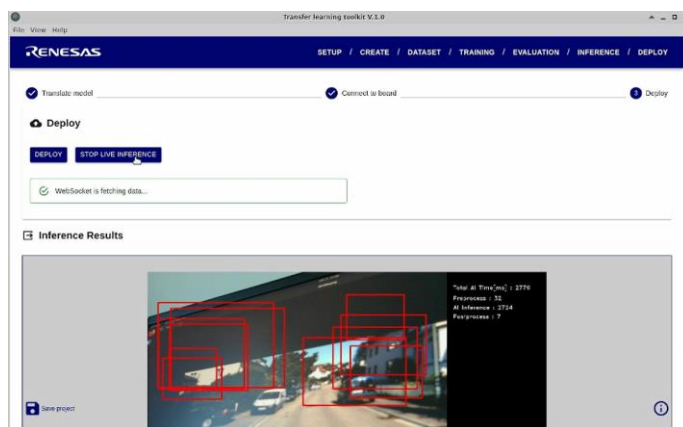 Transfer learning toolkit V.1.0
File View Help
RENESAS
SETUP / CREATE / DATASET / TRAINING / EVALUATION / INFERENCE / DEPLOY
Translate model
Connect to board
3 Deploy
Deploy
DEPLOY
STOP LIVE INFERENCE
WebSocket is fetching data...
Inference Results
Total AI Time[ms] : 2770
Preprocess : 32
AI Inference : 2724
Postprocess : 7
Save project